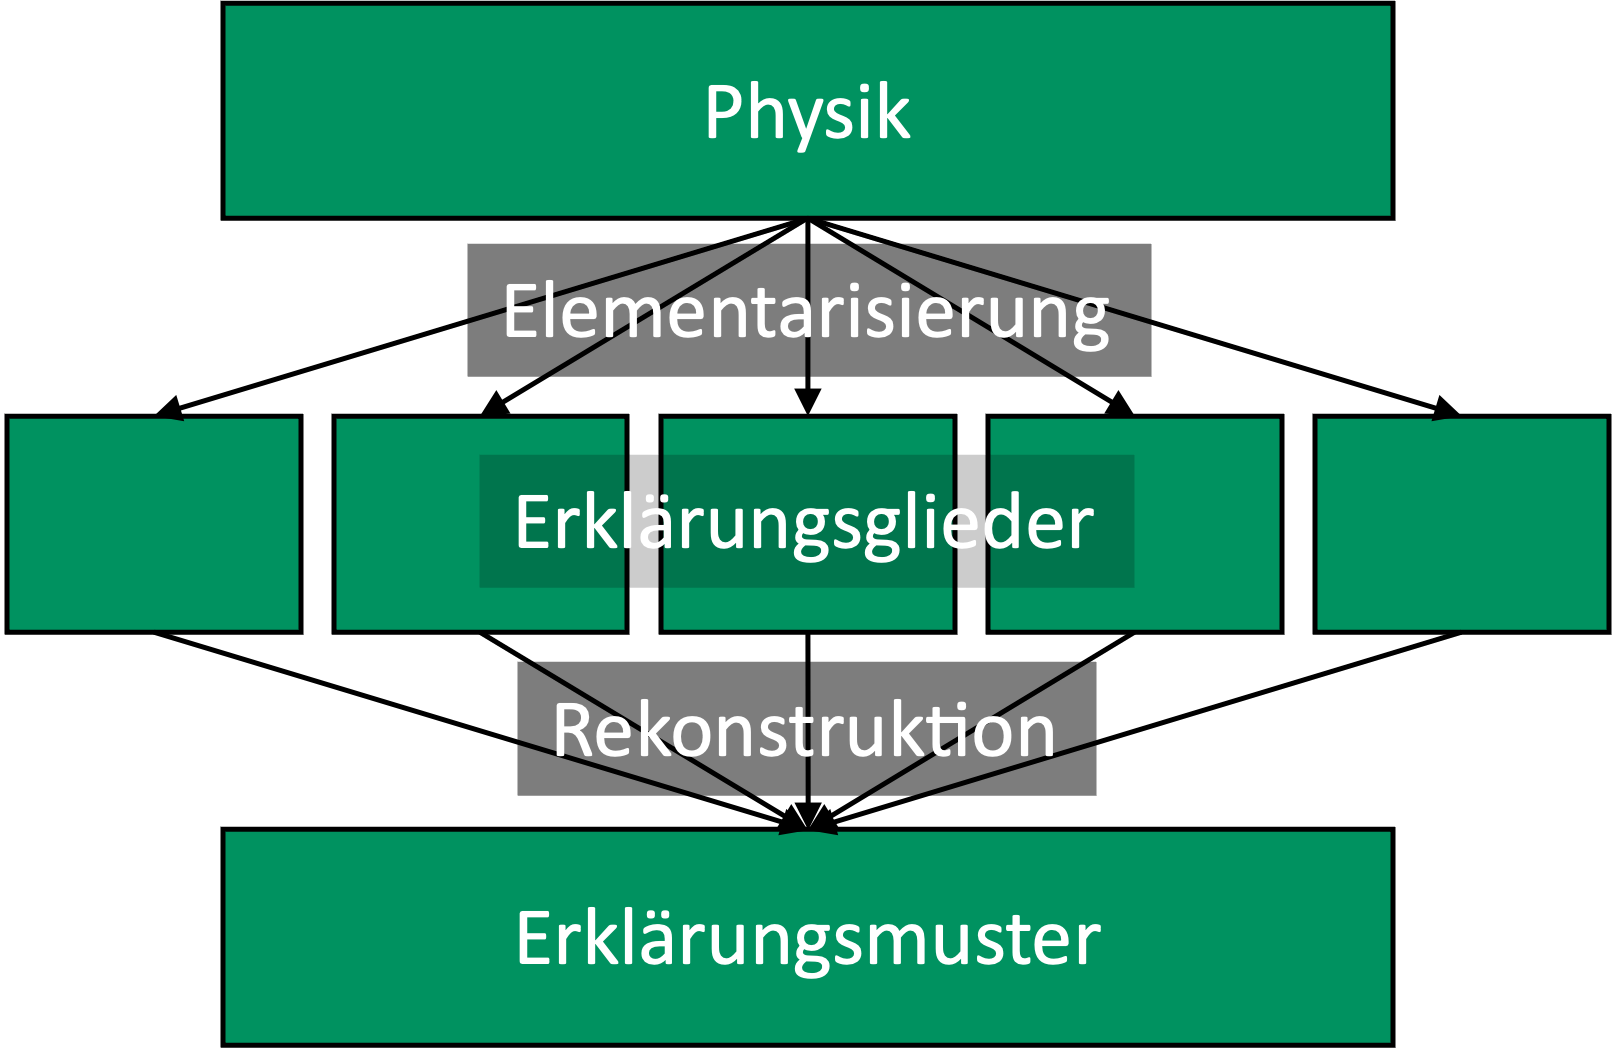 Physik
Elementarisierung
Erklärungsglieder
Rekonstruktion
Erklärungsmuster